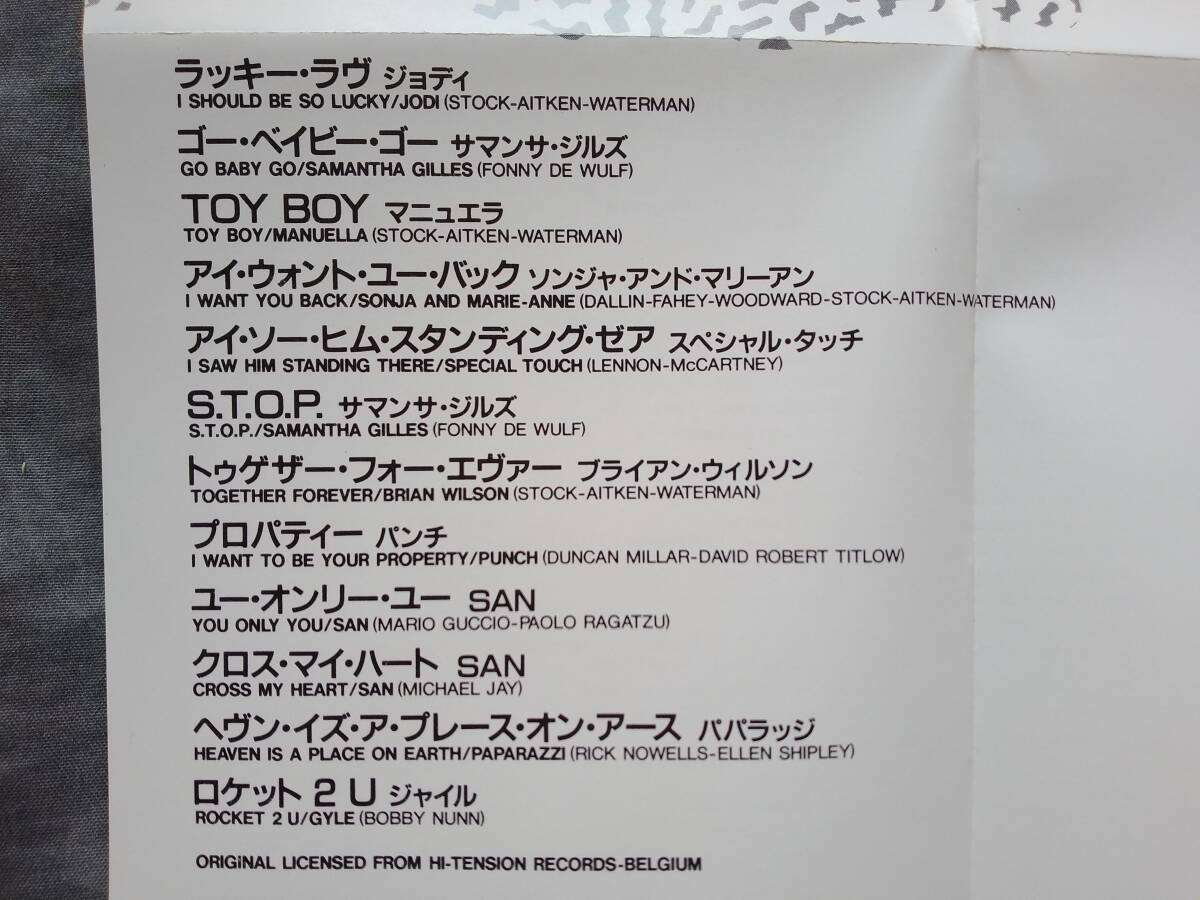 ラッキー・ラヴ ジョディ
I SHOULD BE SO LUCKY/JODI (STOCK-AITKEN-WATERMAN)
ゴー・ベイビー・ゴー サマンサ・ジルズ
GO BABY GO/SAMANTHA GILLES (FONNY DE WULF)
TOY BOY マニュエラ
TOY BOY/MANUELLA (STOCK-AITKEN-WATERMAN)
アイ・ウォント・ユー・バック ソンジャ・アンド・マリーアン
I WANT YOU BACK/SONJA AND MARIE-ANNE (DALLIN-FAHEY-WOODWARD-STOCK-AITKEN-WATERMAN)
アイ・ソー・ヒム・スタンディング・ゼア スペシャル・タッチ
I SAW HIM STANDING THERE/SPECIAL TOUCH (LENNON-McCARTNEY)
S.T.O.P. サマンサ・ジルズ
S.T.O.P./SAMANTHA GILLES (FONNY DE WULF)
トゥゲザー・フォー・エヴァー ブライアン・ウィルソン
TOGETHER FOREVER/BRIAN WILSON (STOCK-AITKEN-WATERMAN)
プロパティー パンチ
I WANT TO BE YOUR PROPERTY/PUNCH (DUNCAN MILLAR-DAVID ROBERT TITLOW)
ユー・オンリー・ユー SAN
YOU ONLY YOU/SAN (MARIO GUCCIO-PAOLO RAGATZU)
クロス・マイ・ハート SAN
CROSS MY HEART/SAN (MICHAEL JAY)
ヘヴン・イズ・ア・プレース・オン・アース パパラッジ
HEAVEN IS A PLACE ON EARTH/PAPARAZZI (RICK NOWELLS-ELLEN SHIPLEY)
ロケット 2 U ジャイル
ROCKET 2 U/GYLE (BOBBY NUNN)
ORIGINAL LICENSED FROM HI-TENSION RECORDS-BELGIUM